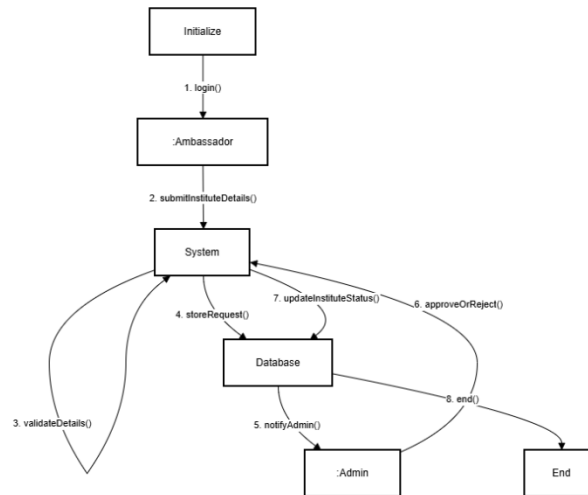 Initialize
1. login()
:Ambassador
2. submitInstituteDetails()
System
7. updateInstituteStatus()
6. approveOrReject()
4. storeRequest()
Database
8. end()
3. validateDetails()
5. notifyAdmin()
:Admin
End